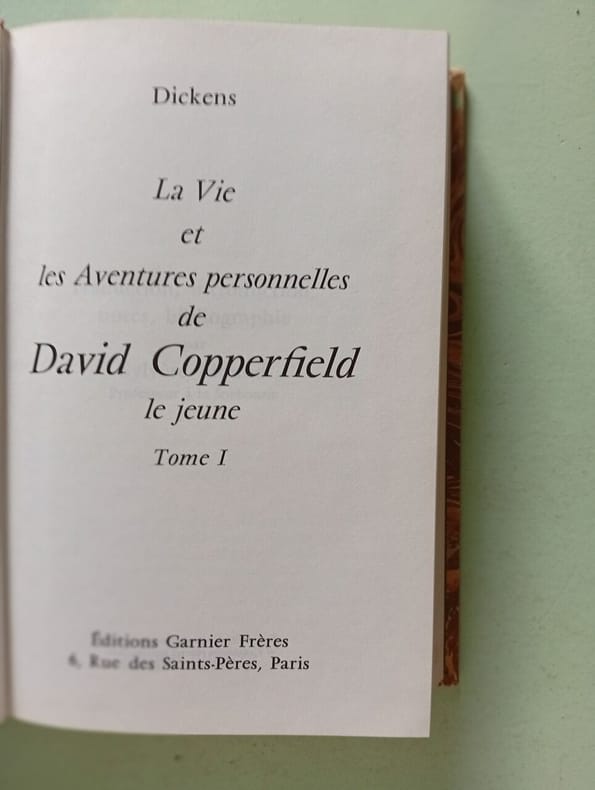 Dickens
La Vie
et
les Aventures personnelles
de
David Copperfield
le jeune
Tome I
Éditions Garnier Frères
6, Rue des Saints-Pères, Paris